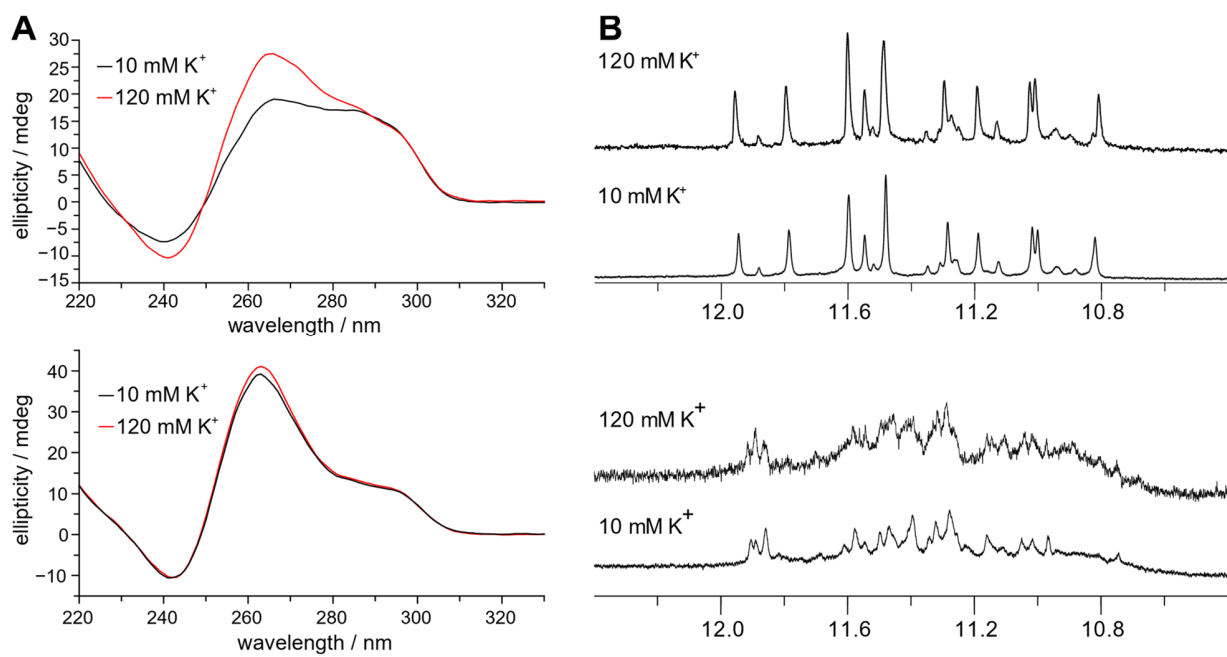 A
30
25
20
15
10
5
0
−5
−10
−15
ellipticity / mdeg
10 mM K⁺
120 mM K⁺
220 240 260 280 300 320
wavelength / nm
40
30
20
10
0
−10
ellipticity / mdeg
10 mM K⁺
120 mM K⁺
220 240 260 280 300 320
wavelength / nm
B
120 mM K⁺
10 mM K⁺
12.0 11.6 11.2 10.8
120 mM K⁺
10 mM K⁺
12.0 11.6 11.2 10.8